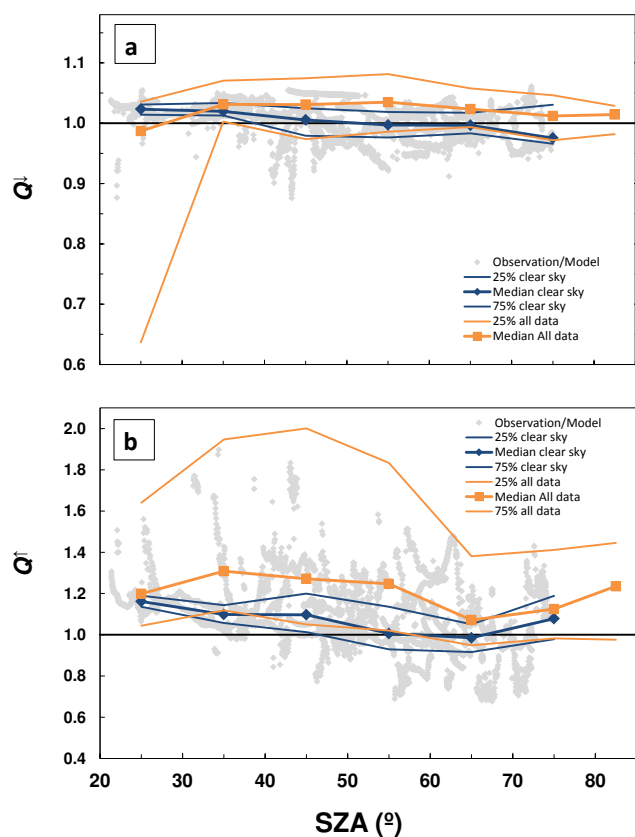 a
1.2
1.1
1.0
0.9
0.8
0.7
0.6
Q↓
Observation/Model
25% clear sky
Median clear sky
75% clear sky
25% all data
Median All data
b
2.0
1.8
1.6
1.4
1.2
1.0
0.8
0.6
0.4
Q↑
Observation/Model
25% clear sky
Median clear sky
75% clear sky
25% all data
Median All data
75% all data
20 30 40 50 60 70 80
SZA (º)